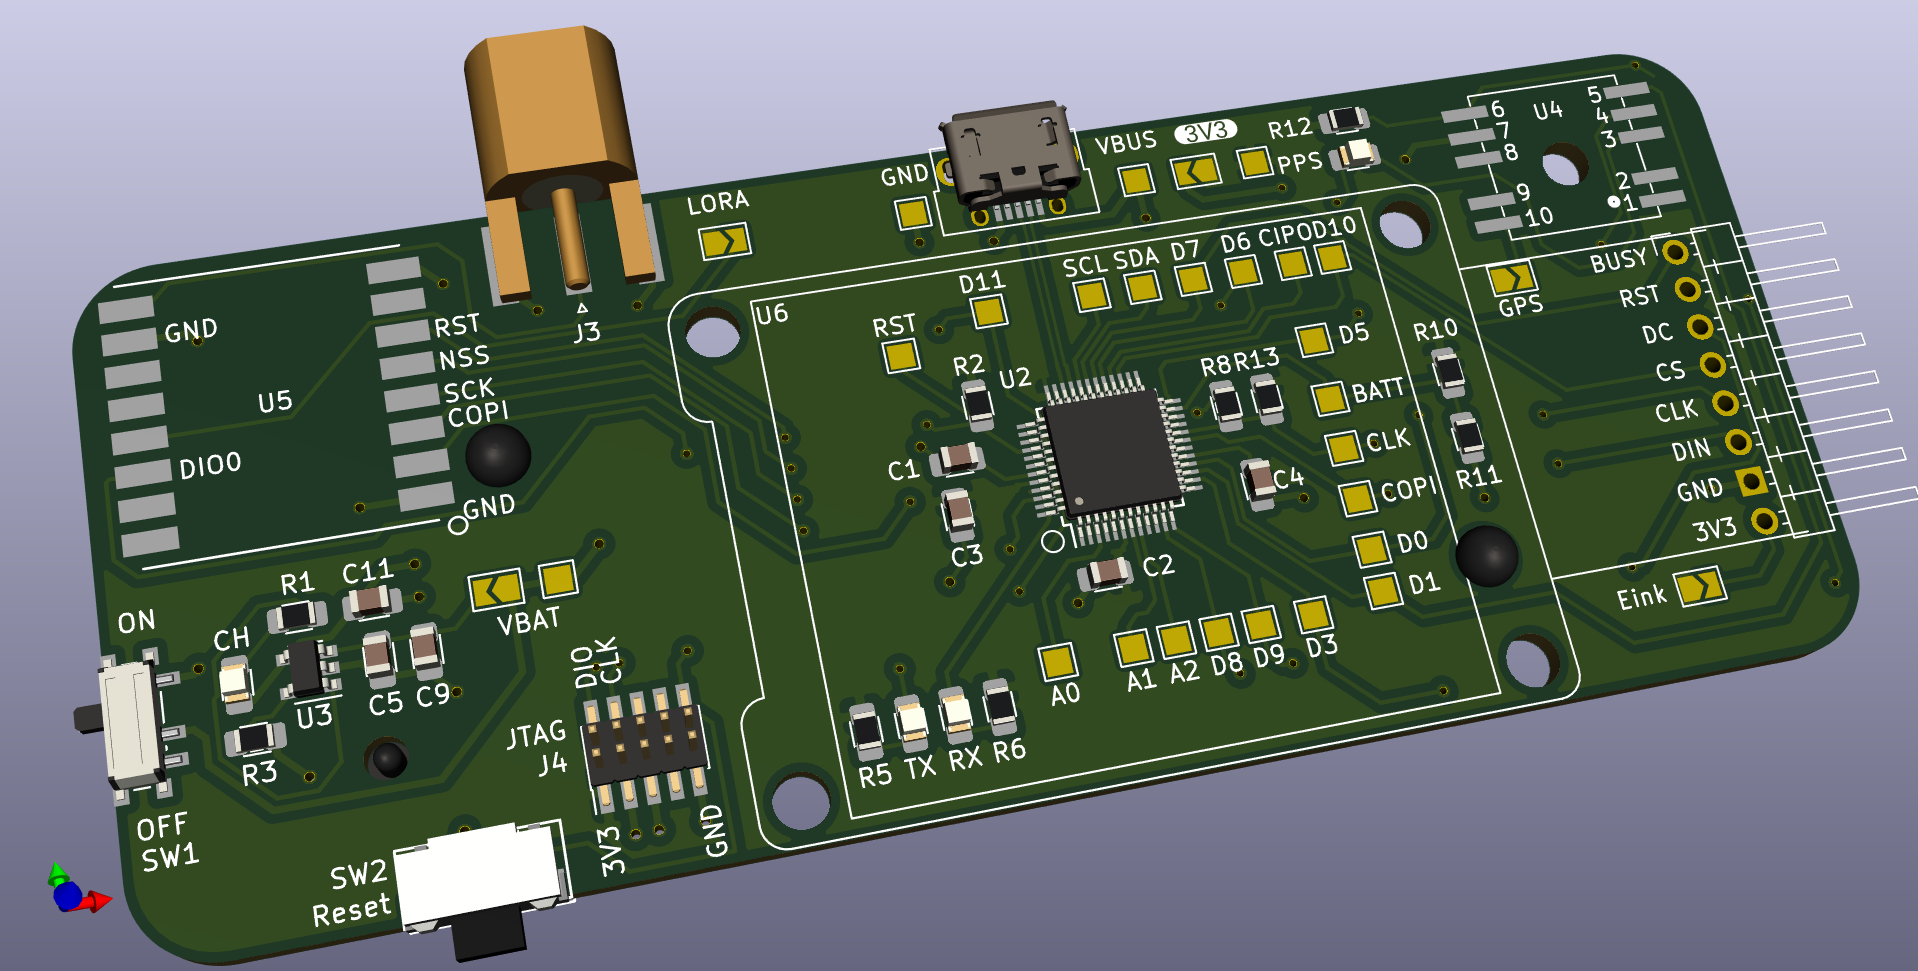 LORA
GND
VBUS
3V3
R12
PPS
5
4
3
2
1
U4
6
7
8
9
10
GND
U5
DIO0
RST
NSS
SCK
COPI
GND
J3
U6
RST
D11
SCL
SDA
D7
D6
CIPO
D10
D5
BATT
CLK
COPI
D0
D1
R10
R11
GPS
BUSY
RST
DC
CS
CLK
DIN
GND
3V3
Eink
R2
U2
R8
R13
C1
C3
C4
C2
A0
A1
A2
D8
D9
D3
R5
TX
RX
R6
ON
CH
R1
C11
VBAT
U3
C5
C9
R3
OFF
SW1
DIO
CLK
JTAG
J4
3V3
GND
SW2
Reset